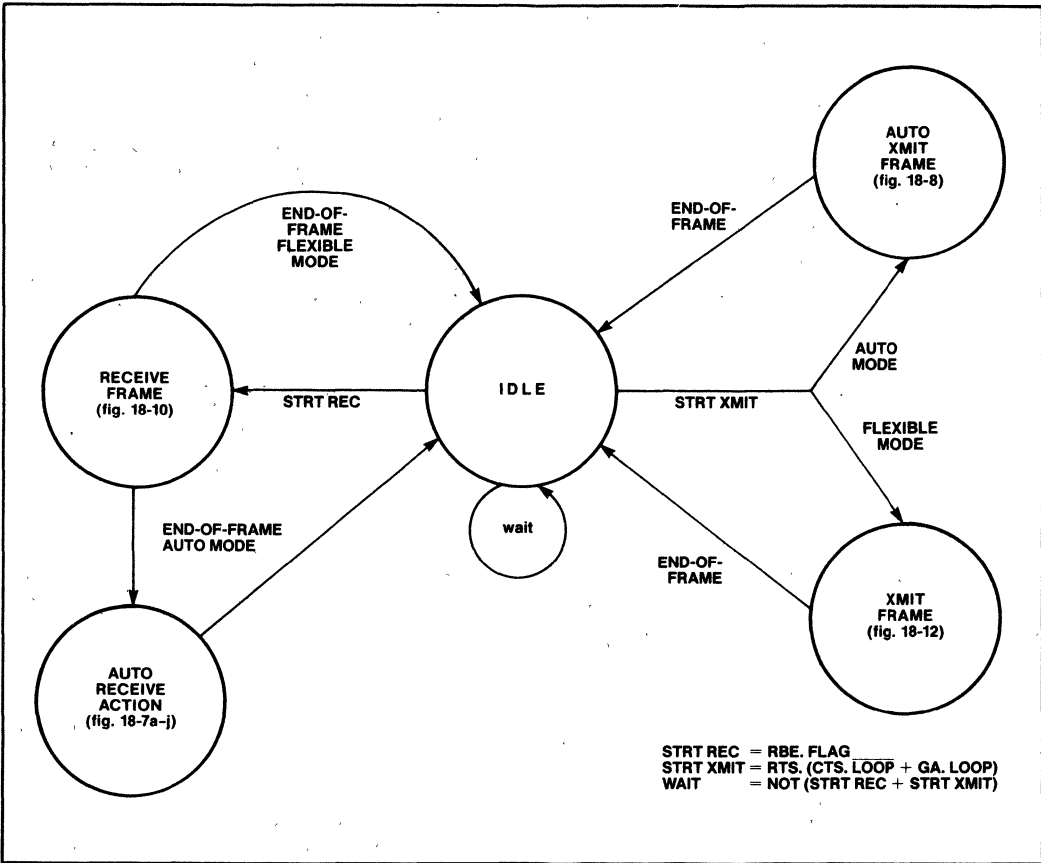 AUTO
XMIT
FRAME
(fig. 18-8)
END-OF-
FRAME
END-OF-
FRAME
FLEXIBLE
MODE
AUTO
MODE
RECEIVE
FRAME
(fig. 18-10)
STRT REC
IDLE
STRT XMIT
FLEXIBLE
MODE
END-OF-FRAME
AUTO MODE
wait
END-OF-
FRAME
XMIT
FRAME
(fig. 18-12)
AUTO
RECEIVE
ACTION
(fig. 18-7a–j)
STRT REC = RBE. FLAG
STRT XMIT = RTS. (CTS. L̅O̅O̅P̅ + GA. LOOP)
WAIT = NOT (STRT REC + STRT XMIT)